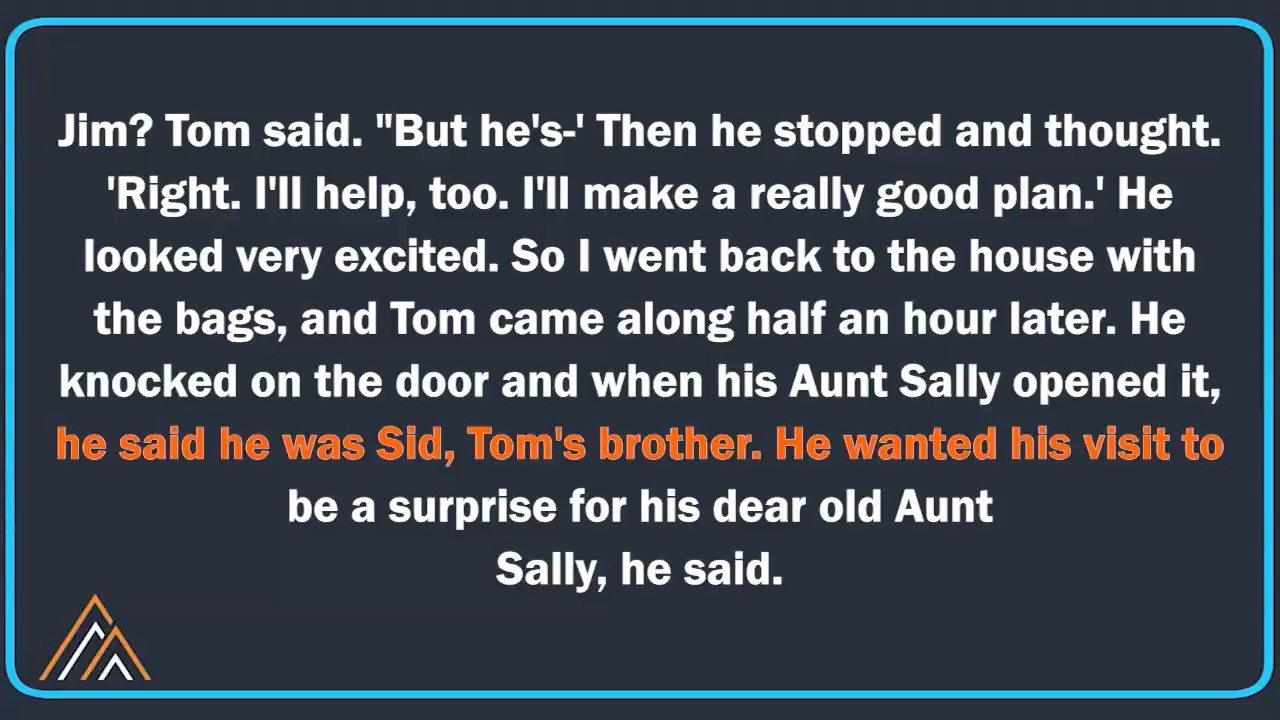 Jim? Tom said. "But he's-' Then he stopped and thought.
'Right. I'll help, too. I'll make a really good plan.' He
looked very excited. So I went back to the house with
the bags, and Tom came along half an hour later. He
knocked on the door and when his Aunt Sally opened it,
he said he was Sid, Tom's brother. He wanted his visit to
be a surprise for his dear old Aunt
Sally, he said.